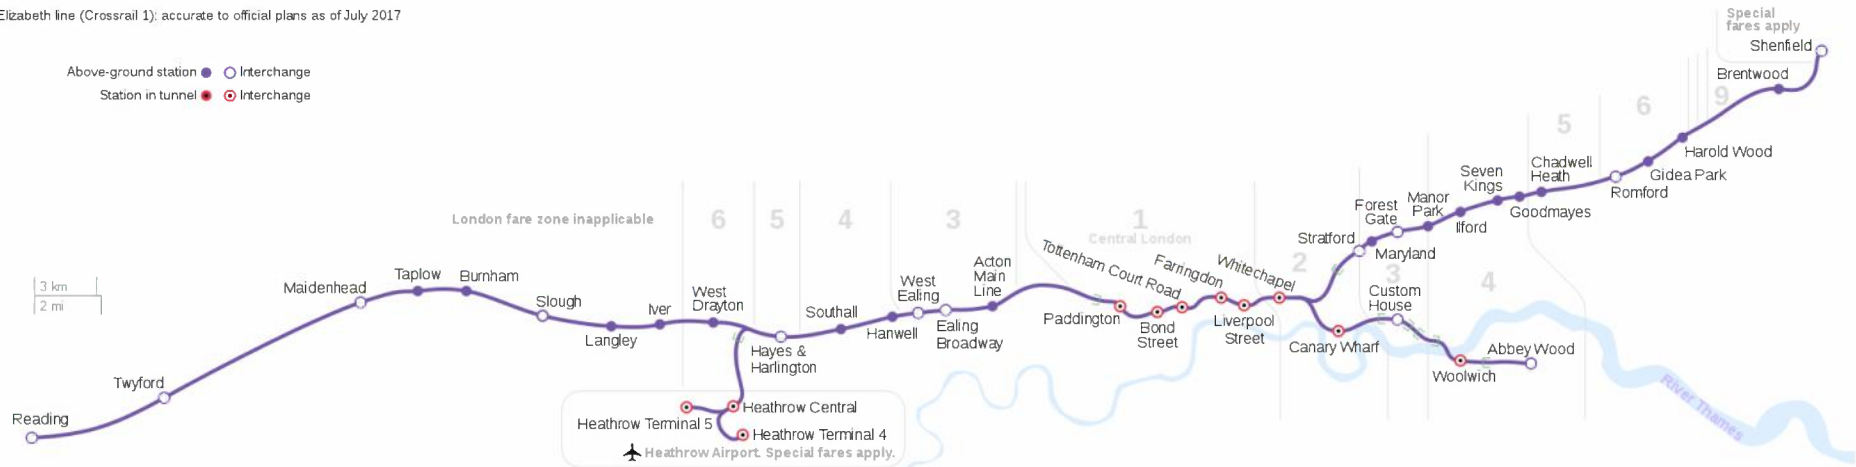 Elizabeth line (Crossrail 1): accurate to official plans as of July 2017
Above-ground station
Interchange
Station in tunnel
Interchange
3 km
2 mi
London fare zone inapplicable
6
5
4
3
1
Central London
2
3
4
5
6
9
Special
fares apply
Reading
Twyford
Maidenhead
Taplow
Burnham
Slough
Langley
Iver
West
Drayton
Hayes &
Harlington
Heathrow Central
Heathrow Terminal 5
Heathrow Terminal 4
Heathrow Airport. Special fares apply.
Southall
Hanwell
West
Ealing
Ealing
Broadway
Acton
Main
Line
Paddington
Bond
Street
Tottenham Court Road
Farringdon
Liverpool
Street
Whitechapel
Canary Wharf
Custom
House
Woolwich
Abbey Wood
Stratford
Maryland
Forest
Gate
Manor
Park
Ilford
Seven
Kings
Goodmayes
Chadwell
Heath
Romford
Gidea Park
Harold Wood
Brentwood
Shenfield
River Thames